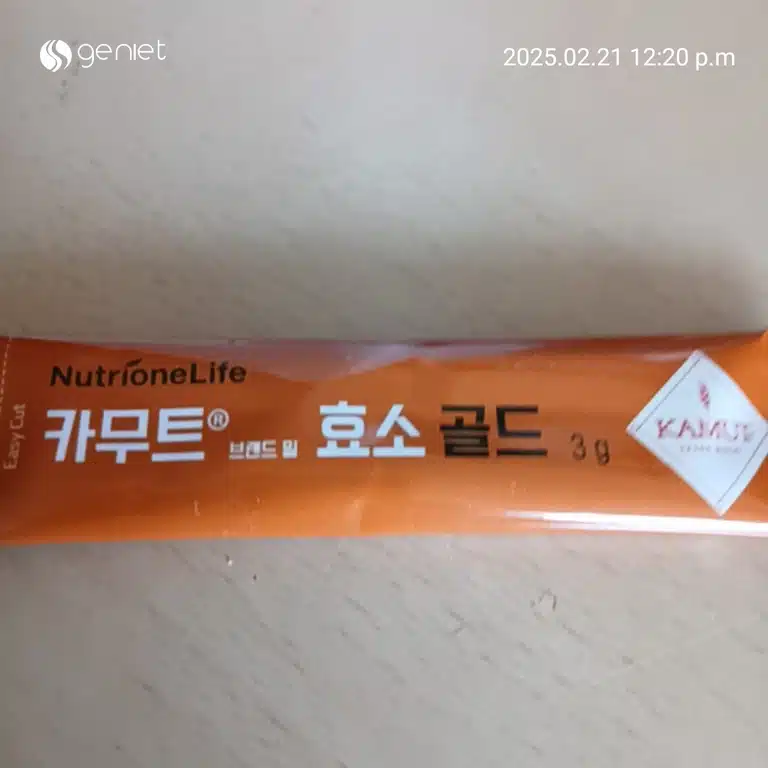 geniet
2025.02.21 12:20 p.m
Easy Cut
NutrioneLife
카무트® 브랜드 밀 효소 골드 3g
KAMUT